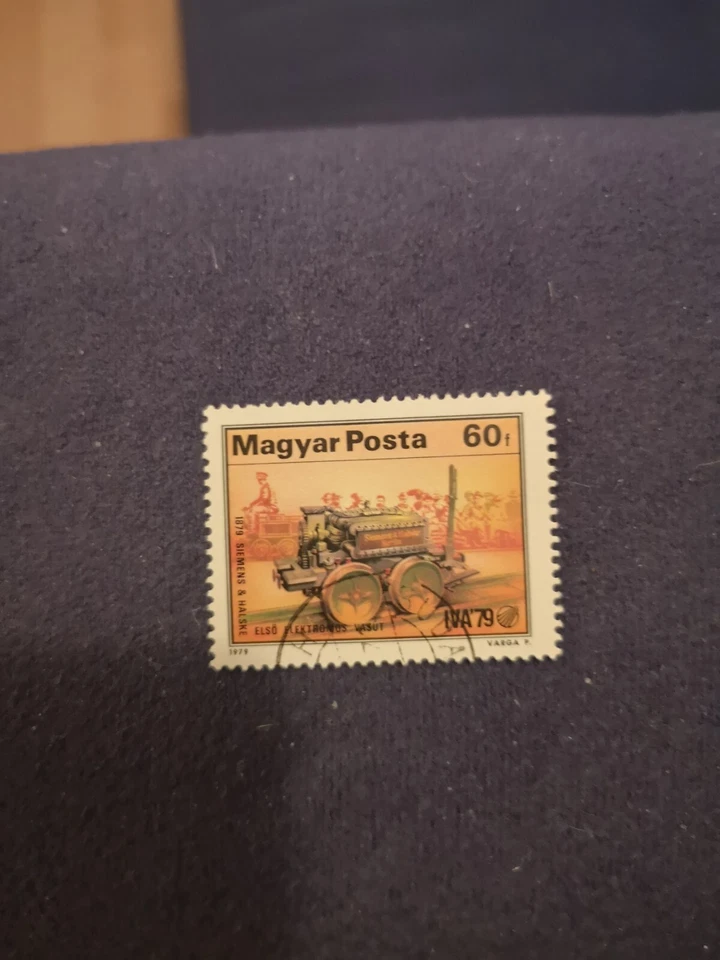 Magyar Posta 60f
1879 SIEMENS & HALSKE
ELSŐ ELEKTROMOS VASÚT
IVA'79
1979
VARGA P.